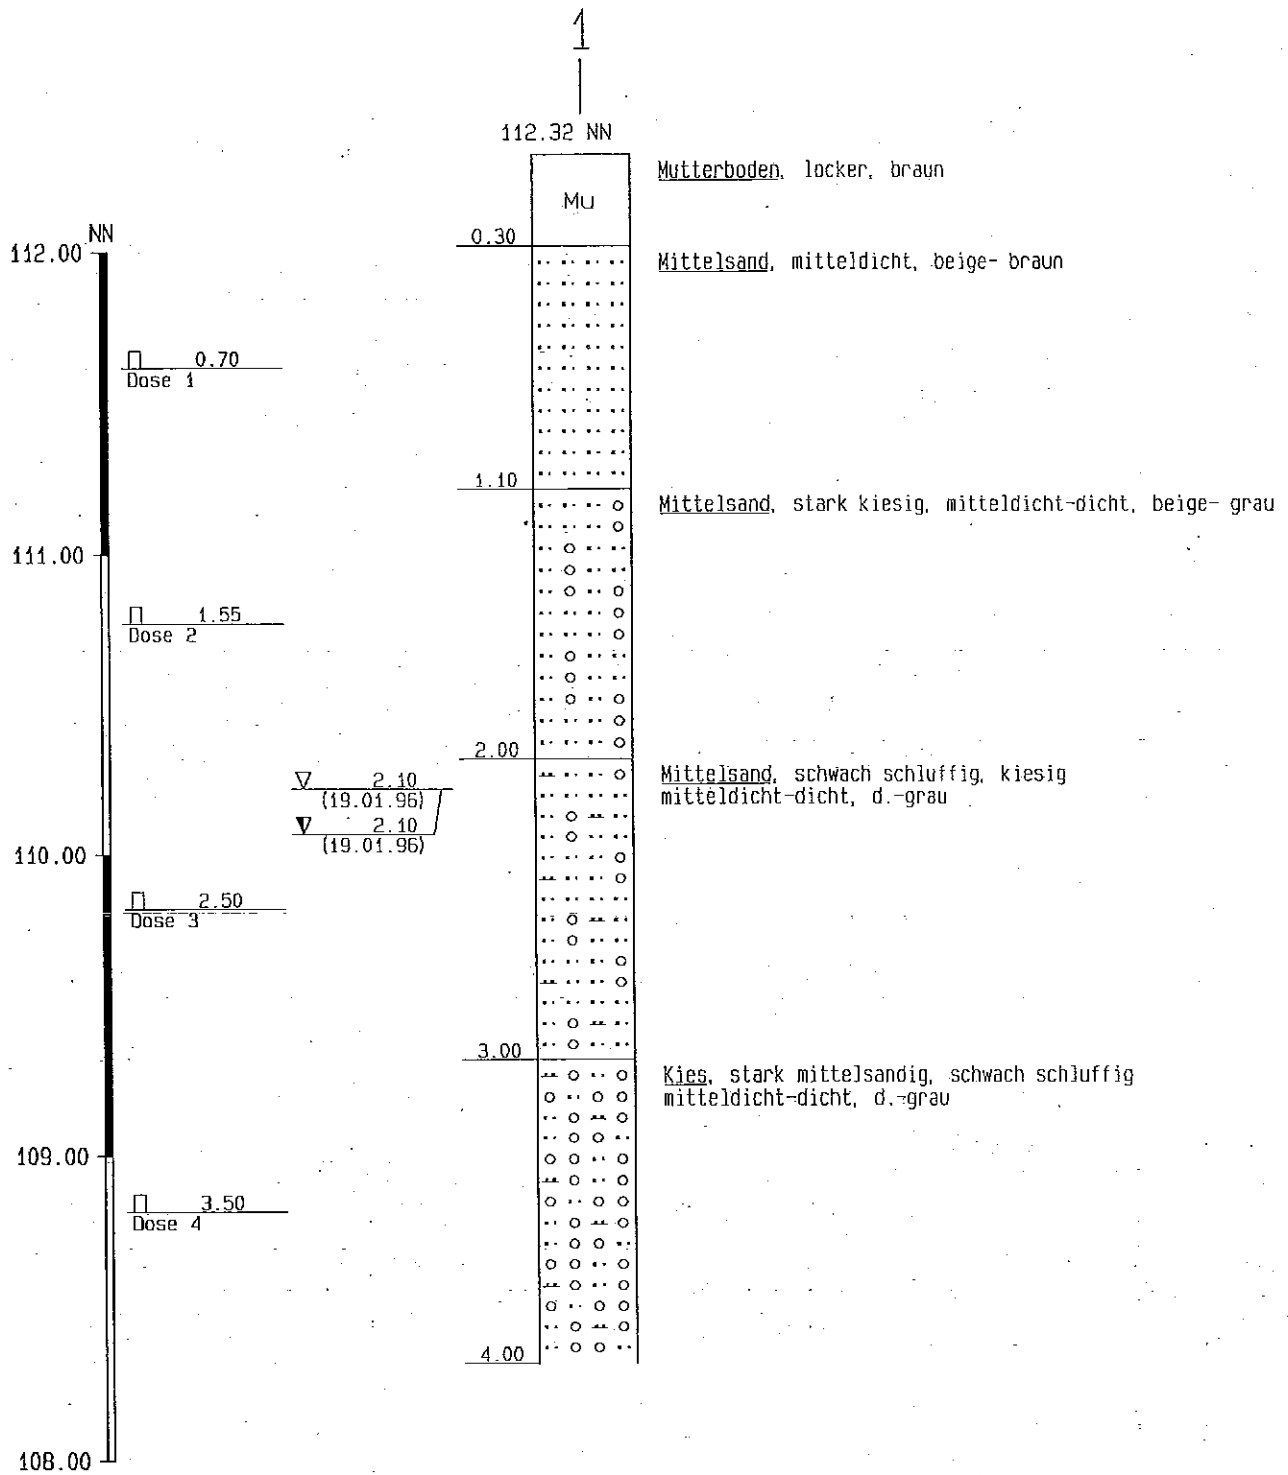 1
112.32 NN
Mutterboden, locker, braun
Mu
NN
0.30
112.00
Mittelsand, mitteldicht, beige- braun
0.70
Dose 1
1.10
Mittelsand, stark kiesig, mitteldicht-dicht, beige- grau
111.00
1.55
Dose 2
2.00
Mittelsand, schwach schluffig, kiesig
mitteldicht-dicht, d.-grau
2.10
(19.01.96)
2.10
(19.01.96)
110.00
2.50
Dose 3
3.00
Kies, stark mittelsandig, schwach schluffig
mitteldicht-dicht, d.-grau
109.00
3.50
Dose 4
4.00
108.00